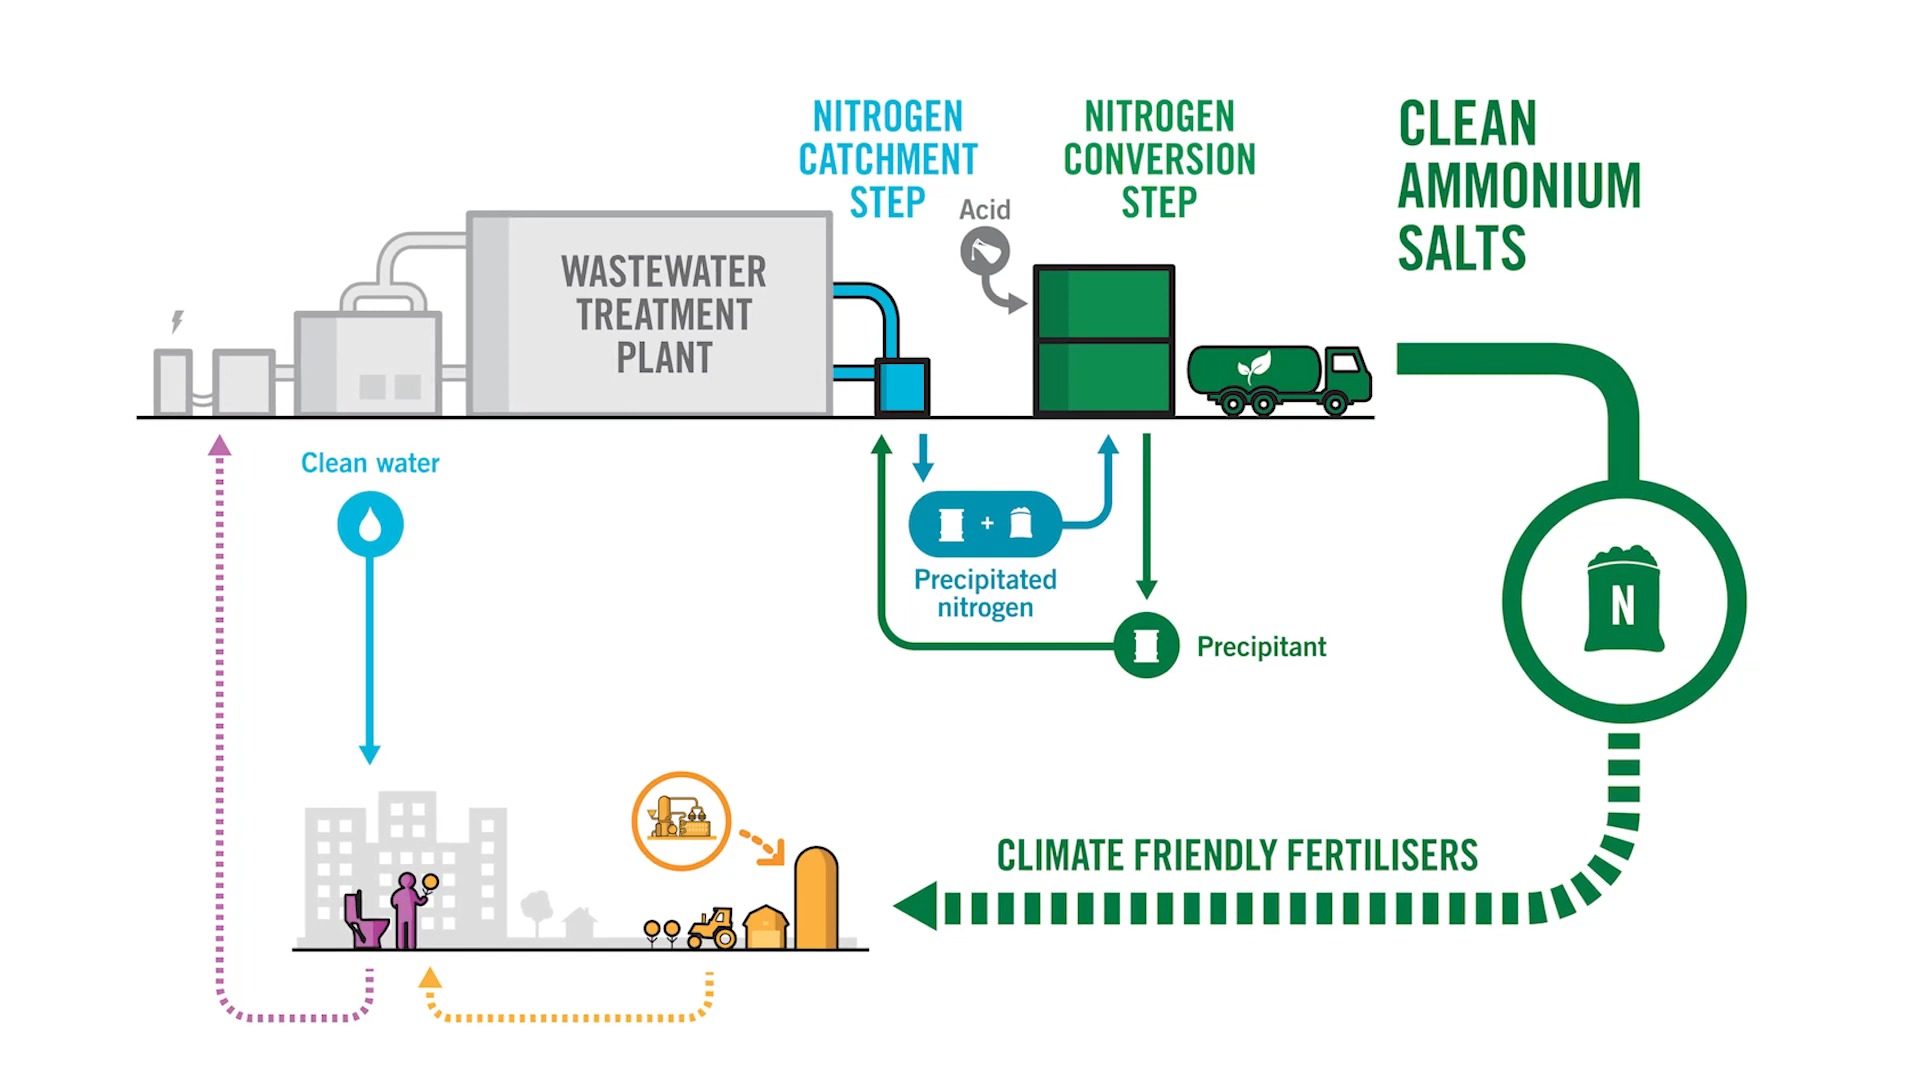 NITROGEN
CATCHMENT
STEP
NITROGEN
CONVERSION
STEP
CLEAN
AMMONIUM
SALTS
Acid
WASTEWATER
TREATMENT
PLANT
Clean water
+
Precipitated
nitrogen
Precipitant
N
CLIMATE FRIENDLY FERTILISERS